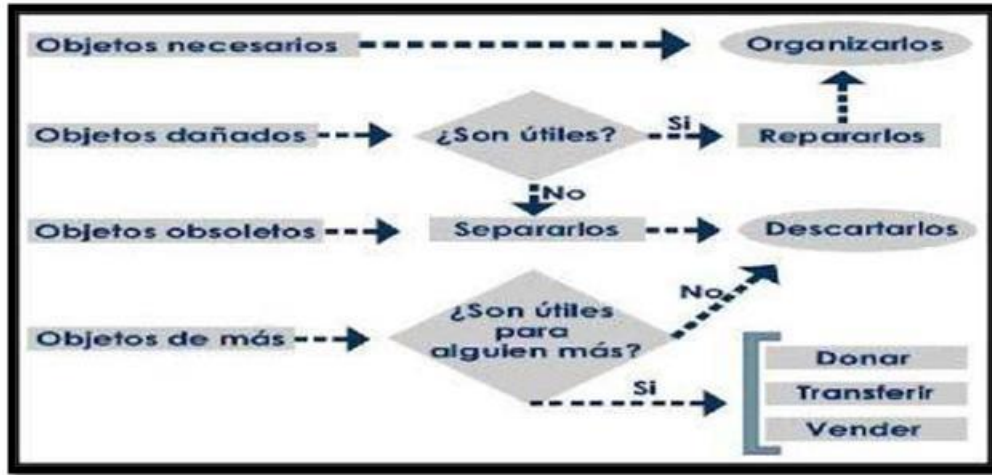 Objetos necesarios
Organizarlos
Objetos dañados
¿Son útiles?
Si
Repararlos
No
Objetos obsoletos
Separarlos
Descartarlos
Objetos de más
¿Son útiles
para
alguien más?
No
Si
Donar
Transferir
Vender